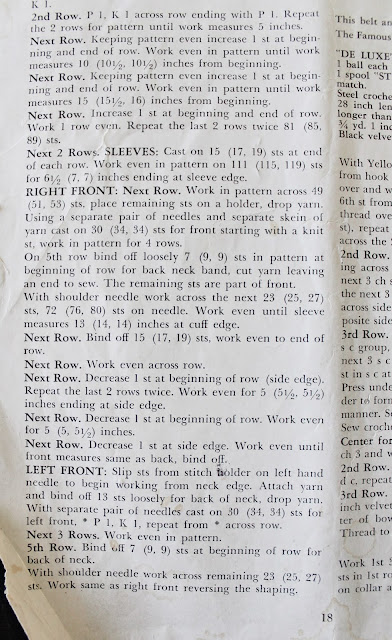 K 1.
2nd Row. P 1, K 1 across row ending with P 1. Repeat
the 2 rows for pattern until work measures 5 inches.
Next Row. Keeping pattern even increase 1 st at begin-
ning and end of row. Work even in pattern until work
measures 10 (10½, 10½) inches from beginning.
Next Row. Keeping pattern even increase 1 st at begin-
ning and end of row. Work even in pattern until work
measures 15 (15½, 16) inches from beginning.
Next Row. Increase 1 st at beginning and end of row.
Work 1 row even. Repeat the last 2 rows twice 81 (85,
89) sts.
Next 2 Rows. SLEEVES: Cast on 15 (17, 19) sts at end
of each row. Work even in pattern on 111 (115, 119) sts
for 6½ (7, 7) inches ending at sleeve edge.
RIGHT FRONT: Next Row. Work in pattern across 49
(51, 53) sts, place remaining sts on a holder, drop yarn.
Using a separate pair of needles and separate skein of
yarn cast on 30 (34, 34) sts for front starting with a knit
st, work in pattern for 4 rows.
On 5th row bind off loosely 7 (9, 9) sts in pattern at
beginning of row for back neck band, cut yarn leaving
an end to sew. The remaining sts are part of front.
With shoulder needle work across the next 23 (25, 27)
sts, 72 (76, 80) sts on needle. Work even until sleeve
measures 13 (14, 14) inches at cuff edge.
Next Row. Bind off 15 (17, 19) sts, work even to end of
row.
Next Row. Work even across.
Next Row. Decrease 1 st at beginning of row (side edge).
Repeat the last 2 rows twice. Work even for 5 (5½, 5½)
inches ending at side edge.
Next Row. Decrease 1 st at beginning of row. Work even
for 5 (5, 5½) inches.
Next Row. Decrease 1 st at side edge. Work even until
front measures same as back, bind off.
LEFT FRONT: Slip sts from stitch holder on left hand
needle to begin working from neck edge. Attach yarn
and bind off 13 sts loosely for back of neck, drop yarn.
With separate pair of needles cast on 30 (34, 34) sts for
left front, * P 1, K 1, repeat from * across row.
Next 3 Rows. Work even in pattern.
5th Row. Bind off 7 (9, 9) sts at beginning of row for
back of neck.
With shoulder needle work across remaining 23 (25, 27)
sts. Work same as right front reversing the shaping.
18
This belt an
The Famous
"DE LUXE"
1 ball each
1 spool "ST
match.
Steel croche
28 inch len
longer than
¾ yd. 1 inc
Black velve
With Yello
from hook
over and w
6th st from
thread ove
st), repeat
across the
2nd Row.
ing across
next 3 ch s
the next 3
across side
posite side
3rd Row.
s c group,
next 3 s c
st in s c at
Press unde
der to form
manner. S
Sew croche
Center for
ch 3 and w
2nd Row.
d c, repeat
3rd Row.
inch velvet
ter of bow
Thread to
Work 1st
sts in 1st ro
on collar a